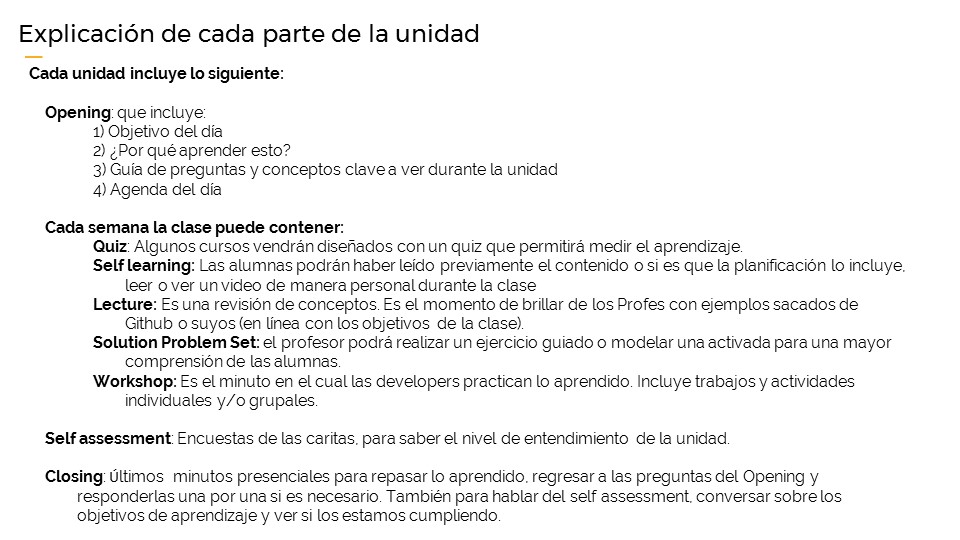 Explicación de cada parte de la unidad
Cada unidad incluye lo siguiente:
Opening: que incluye:
1) Objetivo del día
2) ¿Por qué aprender esto?
3) Guía de preguntas y conceptos clave a ver durante la unidad
4) Agenda del día
Cada semana la clase puede contener:
Quiz: Algunos cursos vendrán diseñados con un quiz que permitirá medir el aprendizaje.
Self learning: Las alumnas podrán haber leído previamente el contenido o si es que la planificación lo incluye,
leer o ver un video de manera personal durante la clase
Lecture: Es una revisión de conceptos. Es el momento de brillar de los Profes con ejemplos sacados de
Github o suyos (en línea con los objetivos de la clase).
Solution Problem Set: el profesor podrá realizar un ejercicio guiado o modelar una activada para una mayor
comprensión de las alumnas.
Workshop: Es el minuto en el cual las developers practican lo aprendido. Incluye trabajos y actividades
individuales y/o grupales.
Self assessment: Encuestas de las caritas, para saber el nivel de entendimiento de la unidad.
Closing: últimos minutos presenciales para repasar lo aprendido, regresar a las preguntas del Opening y
responderlas una por una si es necesario. También para hablar del self assessment, conversar sobre los
objetivos de aprendizaje y ver si los estamos cumpliendo.